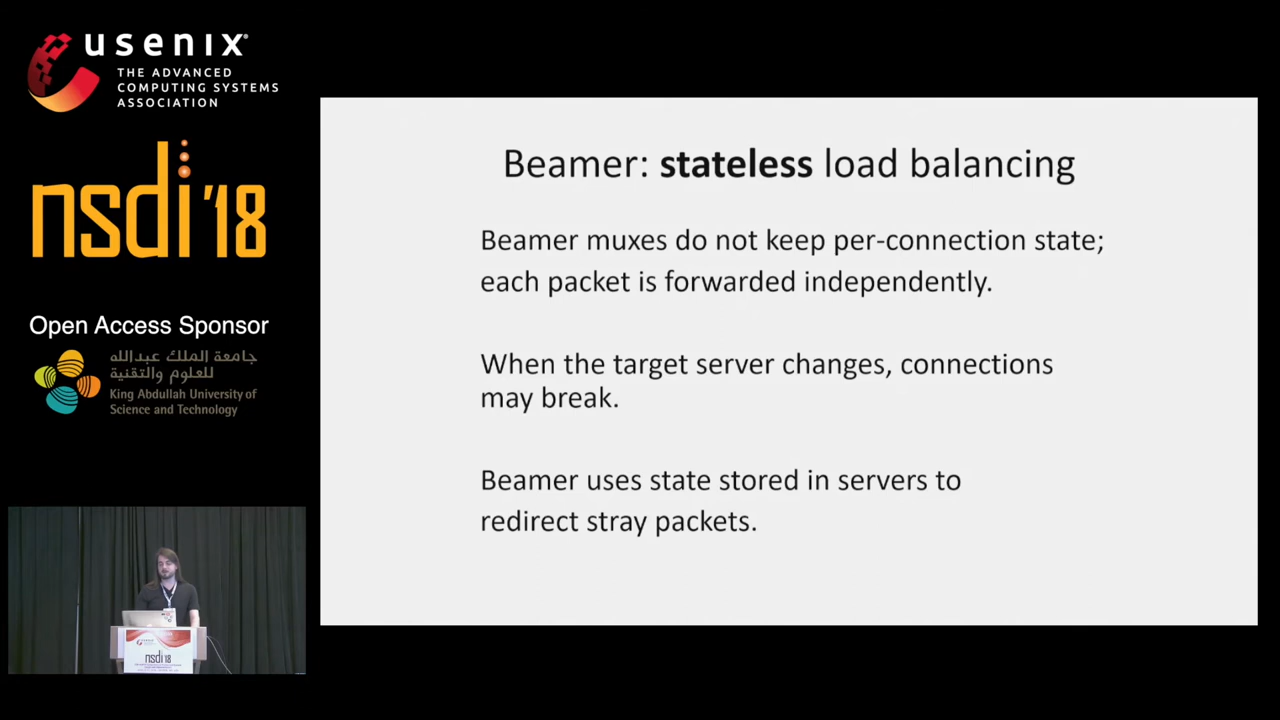 usenix
THE ADVANCED
COMPUTING SYSTEMS
ASSOCIATION
nsdi '18
Open Access Sponsor
جامعة الملك عبدالله
للعلوم والتقنية
King Abdullah University of
Science and Technology
Beamer: stateless load balancing
Beamer muxes do not keep per-connection state;
each packet is forwarded independently.
When the target server changes, connections
may break.
Beamer uses state stored in servers to
redirect stray packets.
usenix
nsdi '18